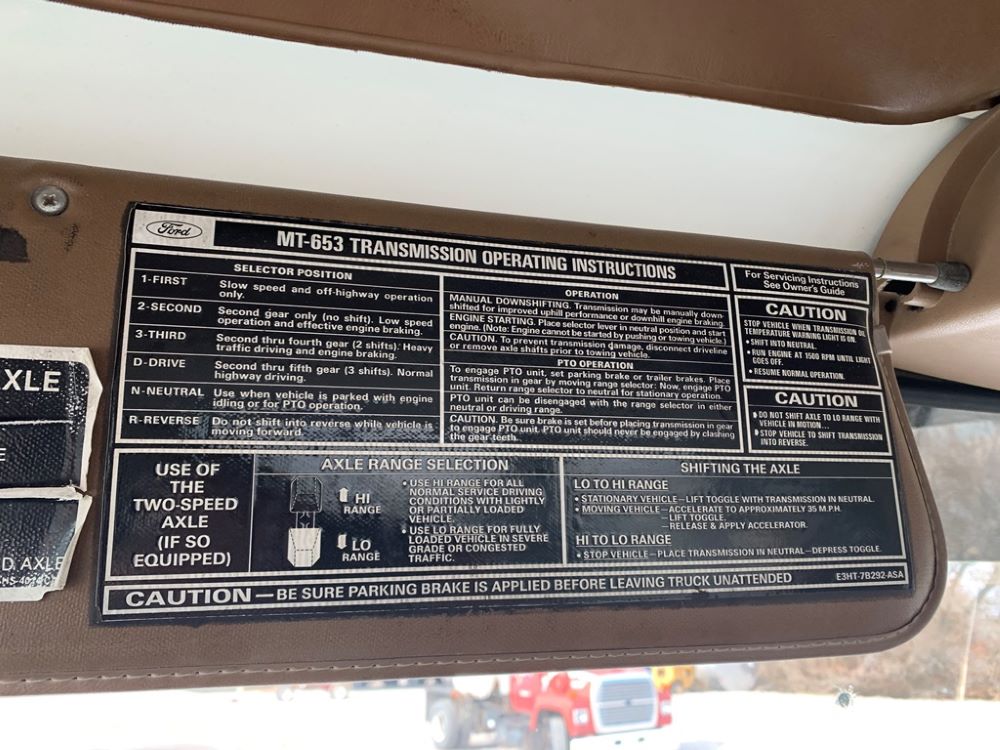 Ford
MT-653 TRANSMISSION OPERATING INSTRUCTIONS
SELECTOR POSITION
1-FIRST Slow speed and off-highway operation
only.
2-SECOND Second gear only (no shift). Low speed
operation and effective engine braking.
3-THIRD Second thru fourth gear (2 shifts). Heavy
traffic driving and engine braking.
D-DRIVE Second thru fifth gear (3 shifts). Normal
highway driving.
N-NEUTRAL Use when vehicle is parked with engine
idling or for PTO operation.
R-REVERSE Do not shift into reverse while vehicle is
moving forward.
OPERATION
MANUAL DOWNSHIFTING. Transmission may be manually down-
shifted for improved uphill performance or downhill engine braking.
ENGINE STARTING. Place selector lever in neutral position and start
engine. (Note: Engine cannot be started by pushing or towing vehicle.)
CAUTION. To prevent transmission damage, disconnect driveline
or remove axle shafts prior to towing vehicle.
PTO OPERATION
To engage PTO unit, set parking brake or trailer brakes. Place
transmission in gear by moving range selector: Now, engage PTO
unit. Return range selector to neutral for stationary operation.
PTO unit can be disengaged with the range selector in either
neutral or driving range.
CAUTION. Be sure brake is set before placing transmission in gear
to engage PTO unit. PTO unit should never be engaged by clashing
the gear teeth.
For Servicing Instructions
See Owner's Guide
CAUTION
STOP VEHICLE WHEN TRANSMISSION OIL
TEMPERATURE WARNING LIGHT IS ON.
• SHIFT INTO NEUTRAL.
• RUN ENGINE AT 1500 RPM UNTIL LIGHT
GOES OFF.
• RESUME NORMAL OPERATION.
CAUTION
• DO NOT SHIFT AXLE TO LO RANGE WITH
VEHICLE IN MOTION...
• STOP VEHICLE TO SHIFT TRANSMISSION
INTO REVERSE.
USE OF
THE
TWO-SPEED
AXLE
(IF SO
EQUIPPED)
AXLE RANGE SELECTION
HI
RANGE
LO
RANGE
• USE HI RANGE FOR ALL
NORMAL SERVICE DRIVING
CONDITIONS WITH LIGHTLY
OR PARTIALLY LOADED
VEHICLE.
• USE LO RANGE FOR FULLY
LOADED VEHICLE IN SEVERE
GRADE OR CONGESTED
TRAFFIC.
SHIFTING THE AXLE
LO TO HI RANGE
• STATIONARY VEHICLE — LIFT TOGGLE WITH TRANSMISSION IN NEUTRAL.
• MOVING VEHICLE — ACCELERATE TO APPROXIMATELY 35 M.P.H.
— LIFT TOGGLE.
— RELEASE & APPLY ACCELERATOR.
HI TO LO RANGE
• STOP VEHICLE — PLACE TRANSMISSION IN NEUTRAL — DEPRESS TOGGLE.
CAUTION — BE SURE PARKING BRAKE IS APPLIED BEFORE LEAVING TRUCK UNATTENDED
E3HT-7B292-ASA
XLE
E
D. AXLE